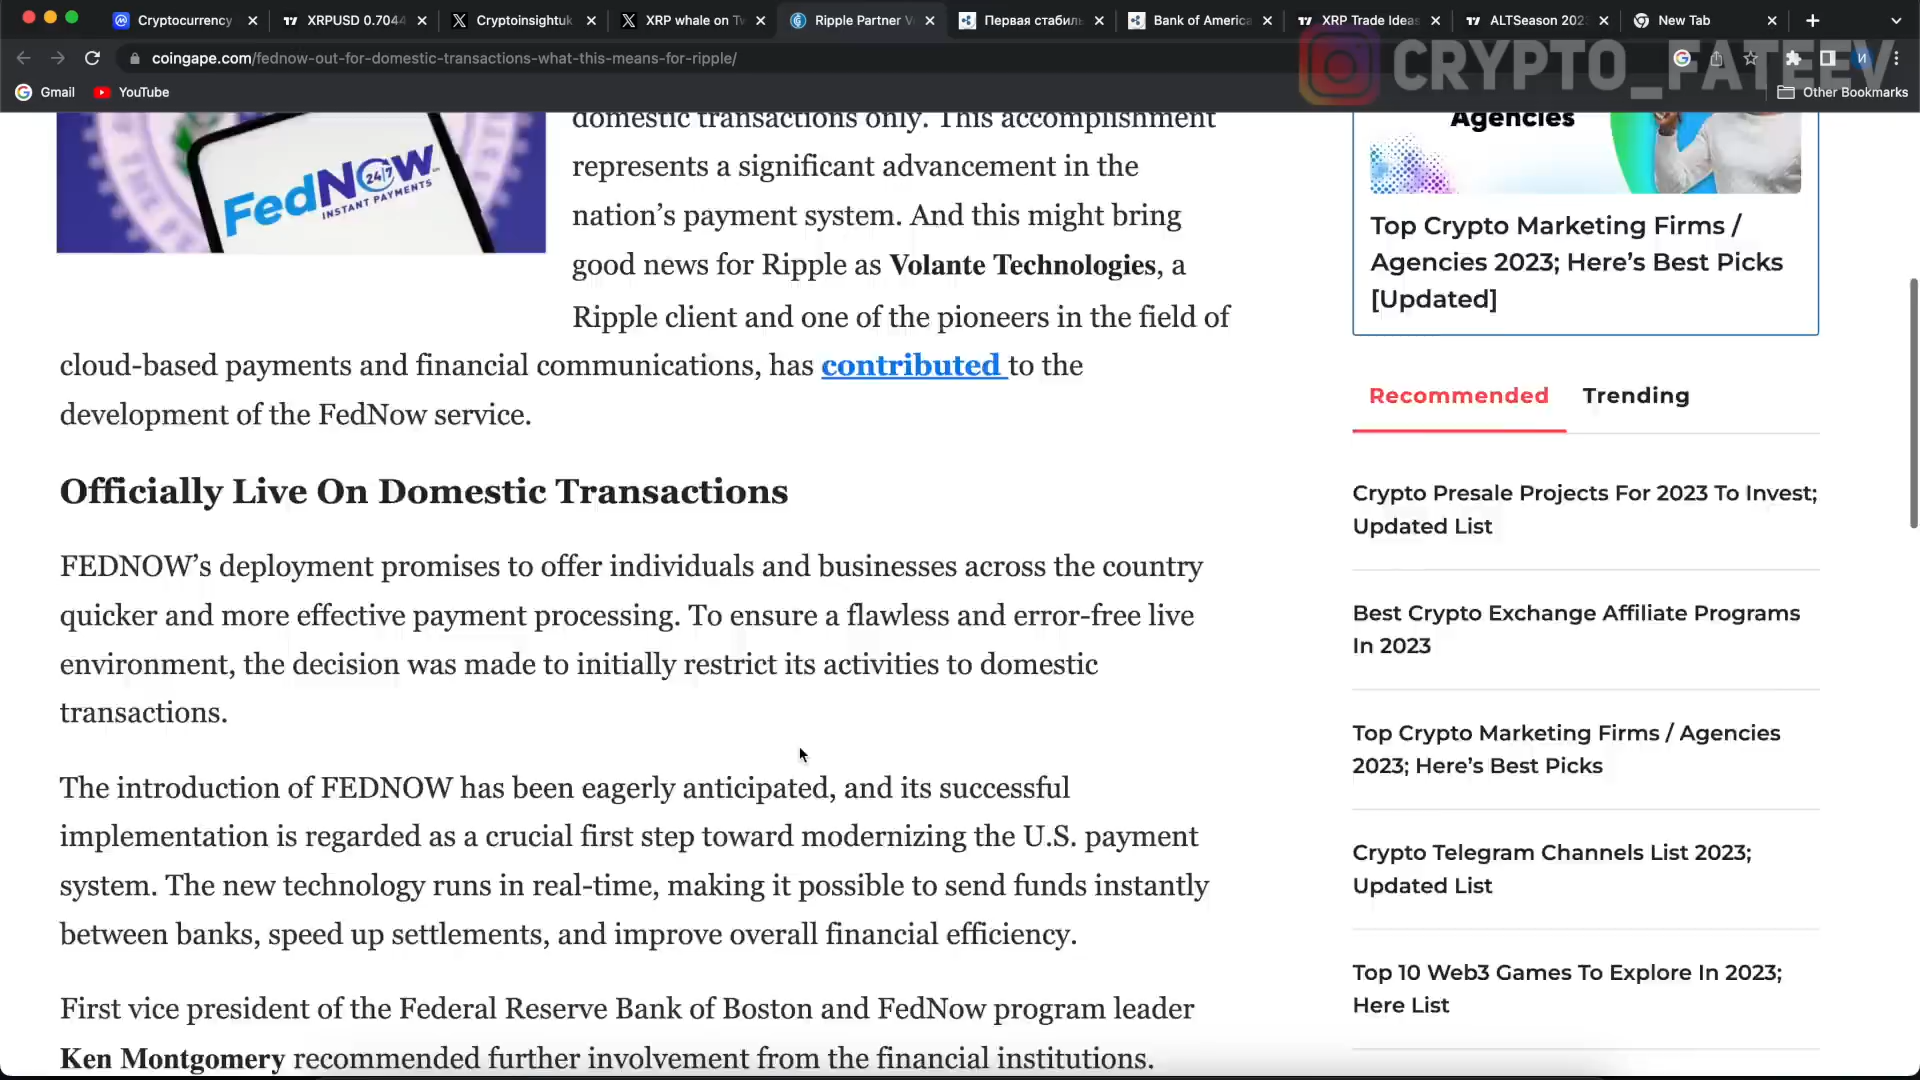 Cryptocurrency
XRPUSD 0.7044
Cryptoinsightuk
XRP whale on Tw
Ripple Partner V
Первая стабиль
Bank of America
XRP Trade Ideas
ALTSeason 202
New Tab
coingape.com/fednow-out-for-domestic-transactions-what-this-means-for-ripple/
CRYPTO_FATEEV
Gmail
YouTube
Other Bookmarks
FedNow
24/7
INSTANT PAYMENTS
domestic transactions only. This accomplishment
represents a significant advancement in the
nation’s payment system. And this might bring
good news for Ripple as Volante Technologies, a
Ripple client and one of the pioneers in the field of
cloud-based payments and financial communications, has contributed to the
development of the FedNow service.
Officially Live On Domestic Transactions
FEDNOW’s deployment promises to offer individuals and businesses across the country
quicker and more effective payment processing. To ensure a flawless and error-free live
environment, the decision was made to initially restrict its activities to domestic
transactions.
The introduction of FEDNOW has been eagerly anticipated, and its successful
implementation is regarded as a crucial first step toward modernizing the U.S. payment
system. The new technology runs in real-time, making it possible to send funds instantly
between banks, speed up settlements, and improve overall financial efficiency.
First vice president of the Federal Reserve Bank of Boston and FedNow program leader
Ken Montgomery recommended further involvement from the financial institutions.
Agencies
Top Crypto Marketing Firms /
Agencies 2023; Here’s Best Picks
[Updated]
Recommended
Trending
Crypto Presale Projects For 2023 To Invest;
Updated List
Best Crypto Exchange Affiliate Programs
In 2023
Top Crypto Marketing Firms / Agencies
2023; Here’s Best Picks
Crypto Telegram Channels List 2023;
Updated List
Top 10 Web3 Games To Explore In 2023;
Here List